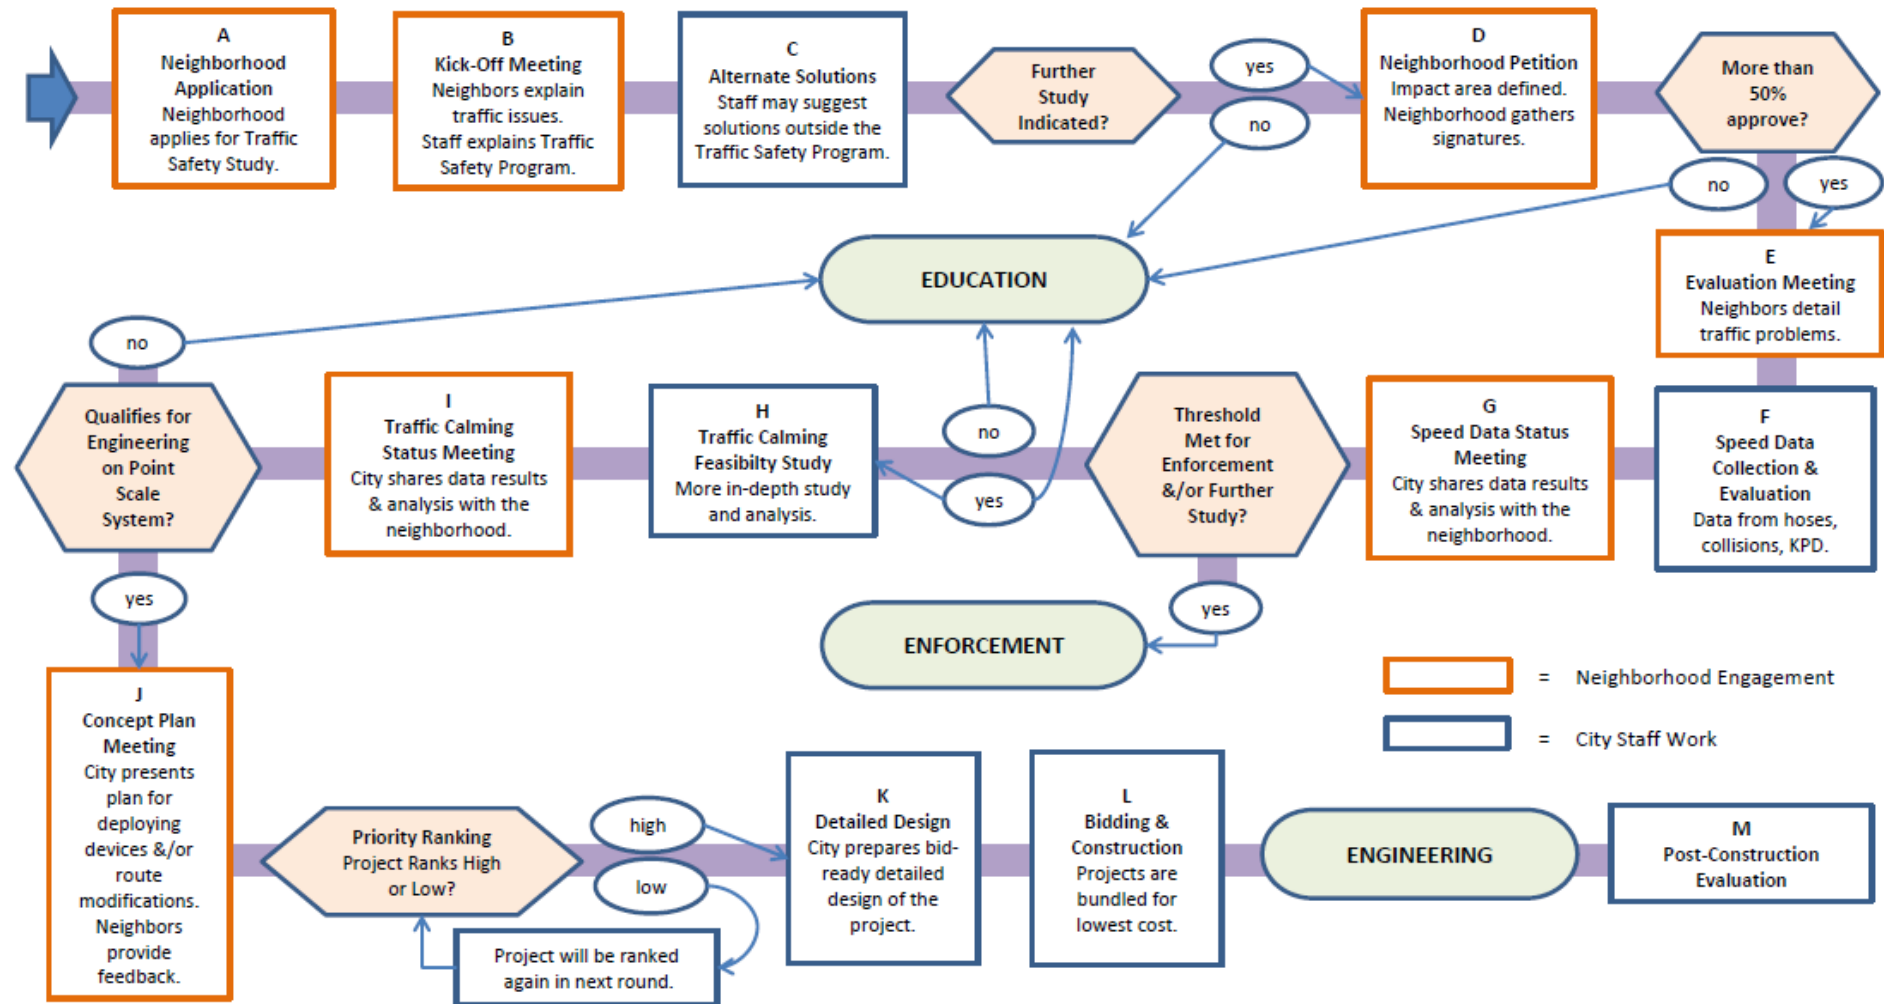 A
Neighborhood
Application
Neighborhood
applies for Traffic
Safety Study.
B
Kick-Off Meeting
Neighbors explain
traffic issues.
Staff explains Traffic
Safety Program.
C
Alternate Solutions
Staff may suggest
solutions outside the
Traffic Safety Program.
Further
Study
Indicated?
yes
no
D
Neighborhood Petition
Impact area defined.
Neighborhood gathers
signatures.
More than
50%
approve?
no
yes
EDUCATION
E
Evaluation Meeting
Neighbors detail
traffic problems.
no
Qualifies for
Engineering
on Point
Scale
System?
I
Traffic Calming
Status Meeting
City shares data results
& analysis with the
neighborhood.
H
Traffic Calming
Feasibilty Study
More in-depth study
and analysis.
no
yes
Threshold
Met for
Enforcement
&/or Further
Study?
G
Speed Data Status
Meeting
City shares data results
& analysis with the
neighborhood.
F
Speed Data
Collection &
Evaluation
Data from hoses,
collisions, KPD.
yes
yes
ENFORCEMENT
= Neighborhood Engagement
= City Staff Work
J
Concept Plan
Meeting
City presents
plan for
deploying
devices &/or
route
modifications.
Neighbors
provide
feedback.
Priority Ranking
Project Ranks High
or Low?
high
low
Project will be ranked
again in next round.
K
Detailed Design
City prepares bid-
ready detailed
design of the
project.
L
Bidding &
Construction
Projects are
bundled for
lowest cost.
ENGINEERING
M
Post-Construction
Evaluation